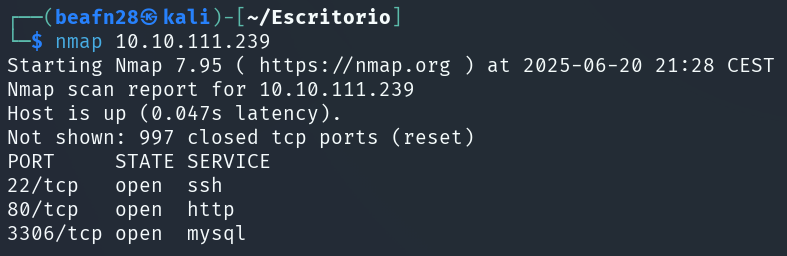 ┌──(beafn28㉿kali)-[~/Escritorio]
└─$ nmap 10.10.111.239
Starting Nmap 7.95 ( https://nmap.org ) at 2025-06-20 21:28 CEST
Nmap scan report for 10.10.111.239
Host is up (0.047s latency).
Not shown: 997 closed tcp ports (reset)
PORT     STATE SERVICE
22/tcp   open  ssh
80/tcp   open  http
3306/tcp open  mysql